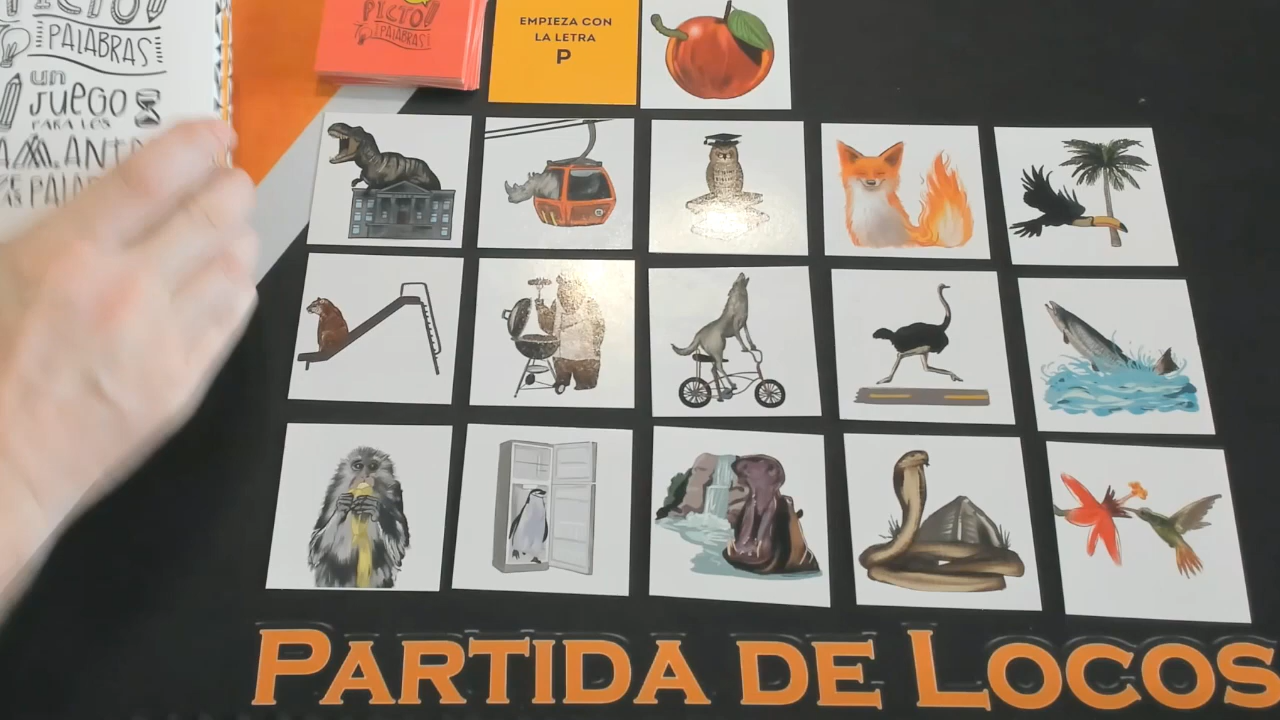 PICTO!
PALABRAS
un
JUEGO
PARA LOS
PICTO!
¡PALABRAS!
EMPIEZA CON
LA LETRA
P
PARTIDA DE LOCOS